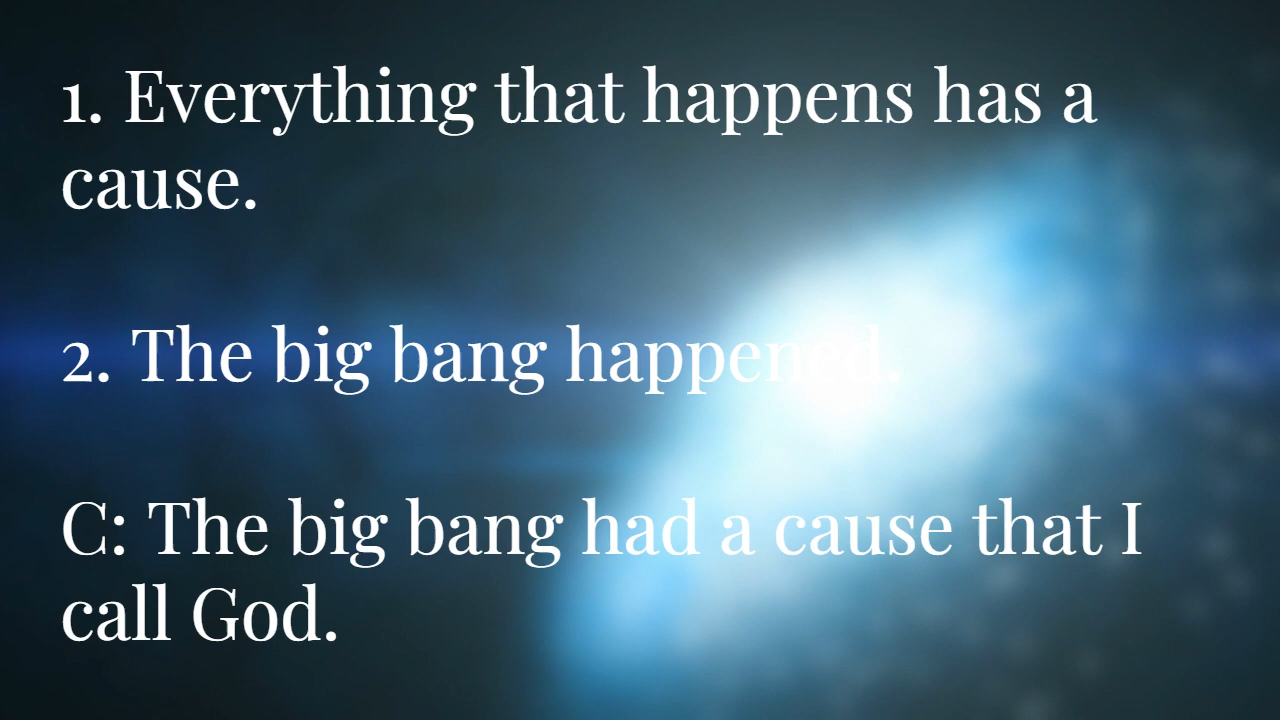 1. Everything that happens has a
cause.
2. The big bang happened.
C: The big bang had a cause that I
call God.